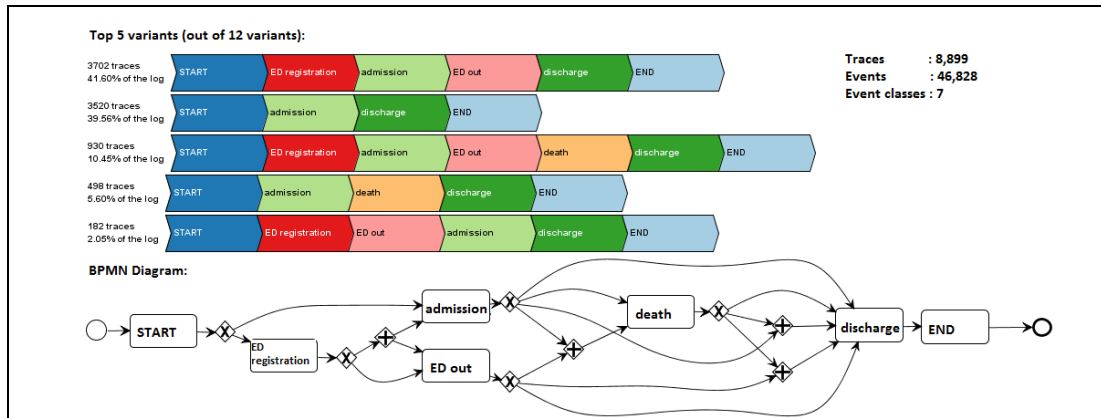 Top 5 variants (out of 12 variants):
Traces : 8,899
Events : 46,828
Event classes : 7
3702 traces
41.60% of the log
START ED registration admission ED out discharge END
3520 traces
39.56% of the log
START admission discharge END
930 traces
10.45% of the log
START ED registration admission ED out death discharge END
498 traces
5.60% of the log
START admission death discharge END
182 traces
2.05% of the log
START ED registration ED out admission discharge END
BPMN Diagram:
START
ED
registration
admission
ED out
death
discharge
END